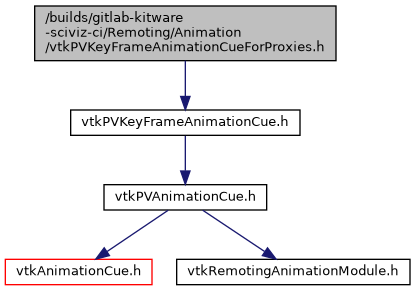 /builds/gitlab-kitware
-sciviz-ci/Remoting/Animation
/vtkPVKeyFrameAnimationCueForProxies.h
vtkPVKeyFrameAnimationCue.h
vtkPVAnimationCue.h
vtkAnimationCue.h
vtkRemotingAnimationModule.h